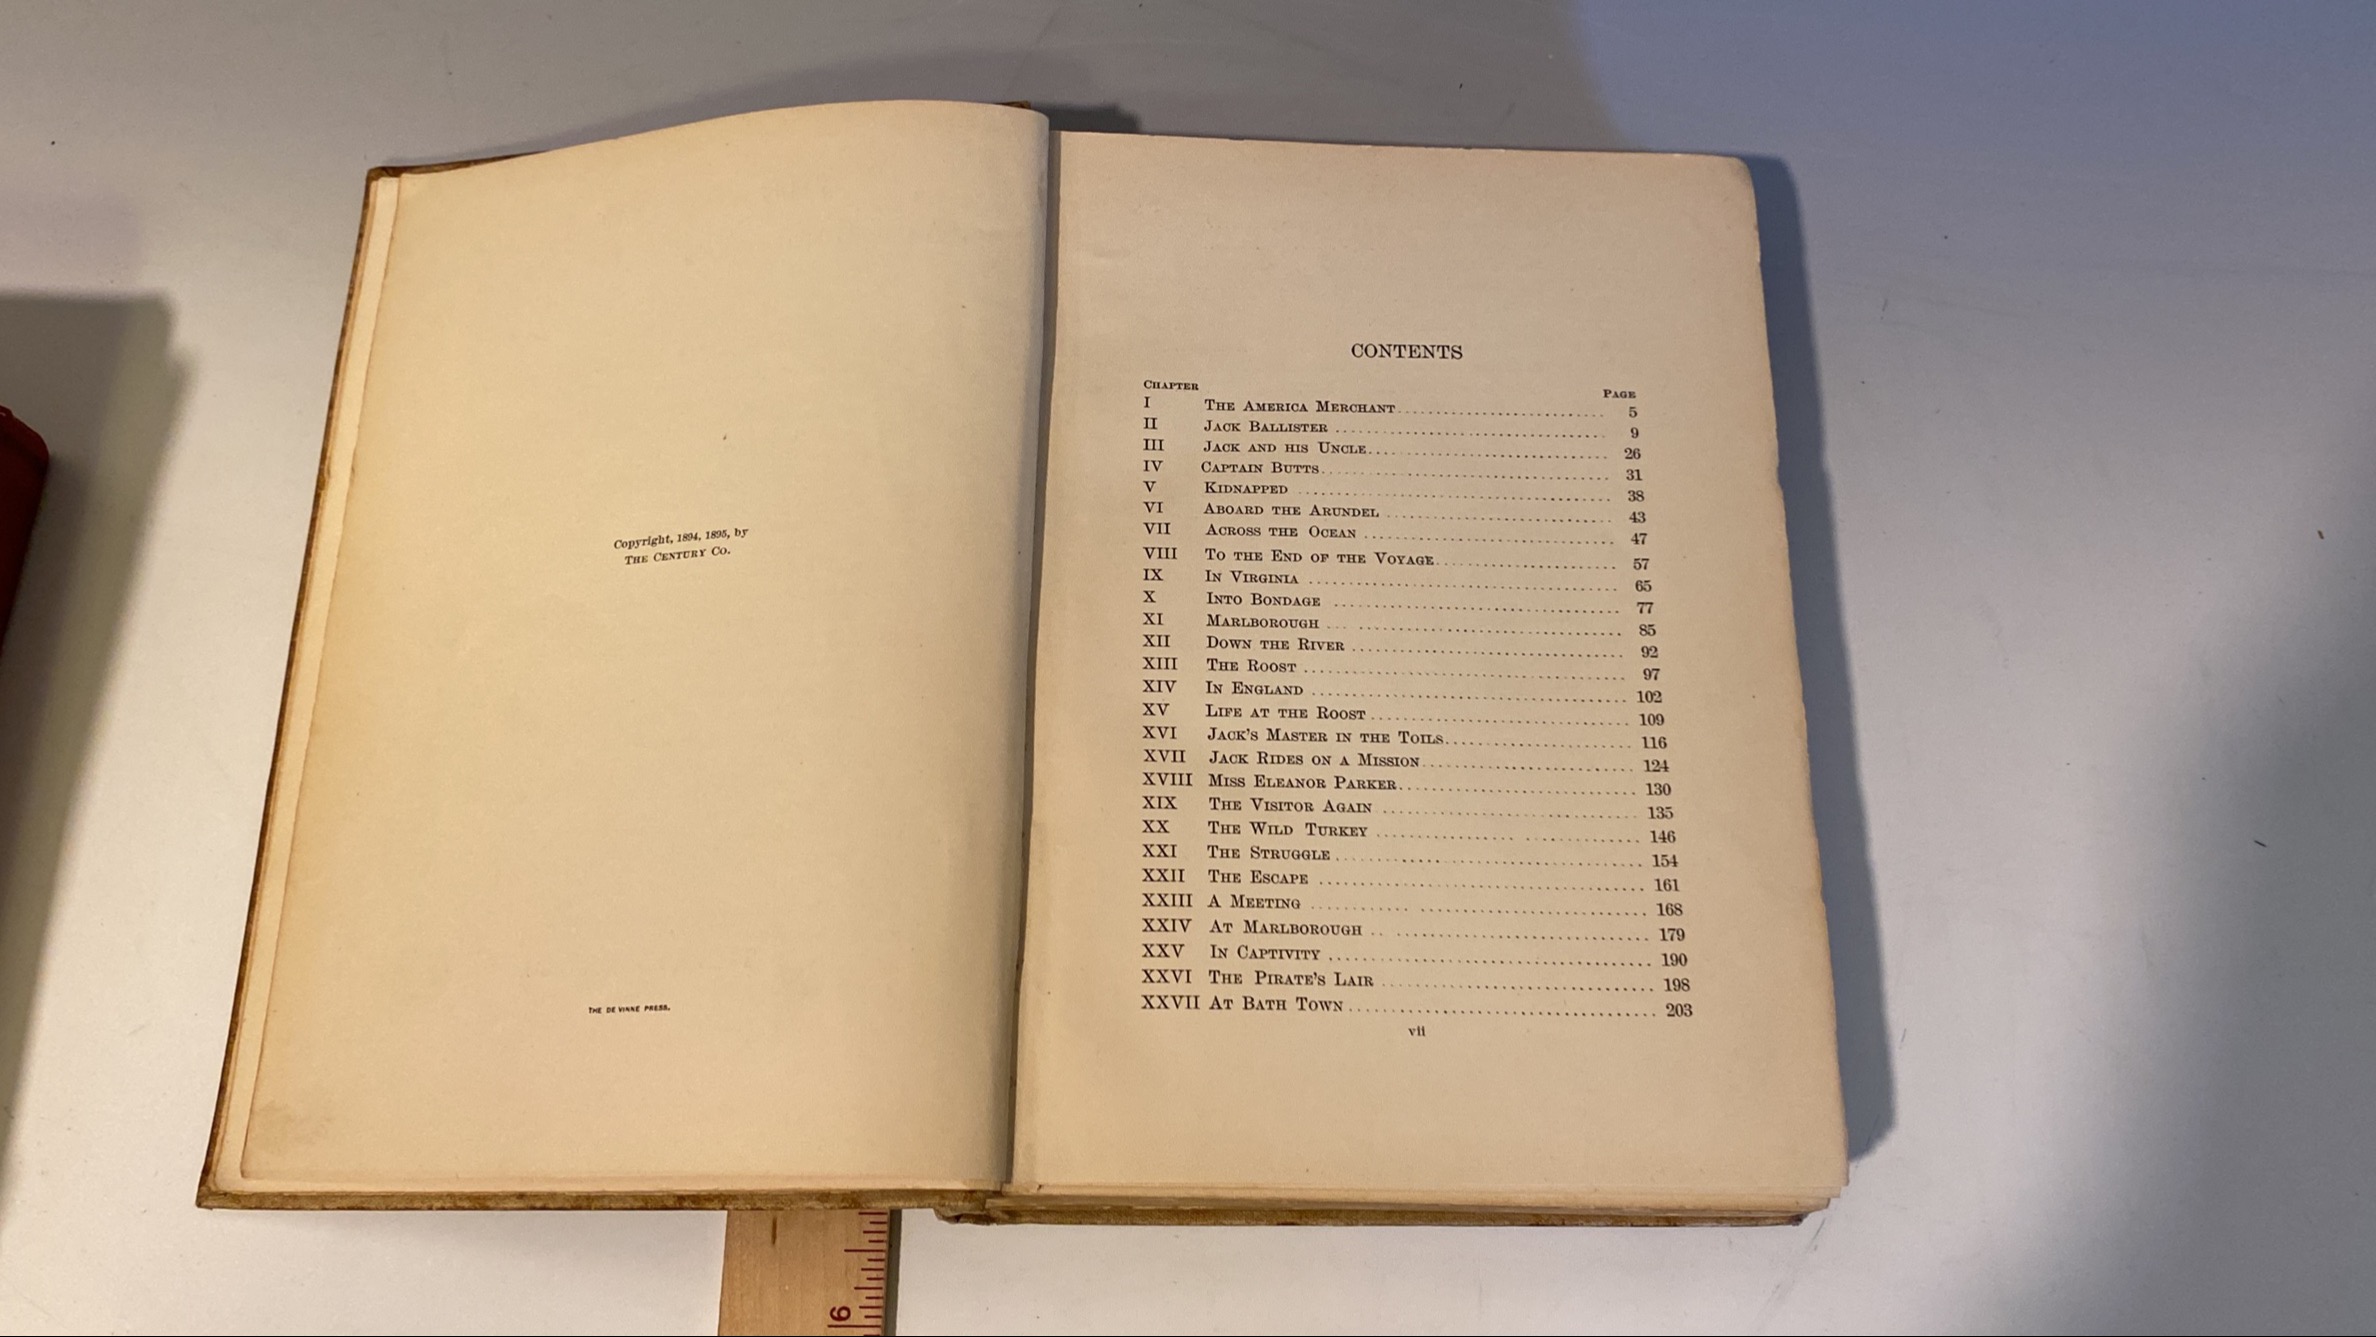 Copyright, 1894, 1895, by
THE CENTURY CO.
THE DE VINNE PRESS.
CONTENTS
CHAPTER PAGE
I THE AMERICA MERCHANT 5
II JACK BALLISTER 9
III JACK AND HIS UNCLE 26
IV CAPTAIN BUTTS 31
V KIDNAPPED 38
VI ABOARD THE ARUNDEL 43
VII ACROSS THE OCEAN 47
VIII TO THE END OF THE VOYAGE 57
IX IN VIRGINIA 65
X INTO BONDAGE 77
XI MARLBOROUGH 85
XII DOWN THE RIVER 92
XIII THE ROOST 97
XIV IN ENGLAND 102
XV LIFE AT THE ROOST 109
XVI JACK'S MASTER IN THE TOILS 116
XVII JACK RIDES ON A MISSION 124
XVIII MISS ELEANOR PARKER 130
XIX THE VISITOR AGAIN 135
XX THE WILD TURKEY 146
XXI THE STRUGGLE 154
XXII THE ESCAPE 161
XXIII A MEETING 168
XXIV AT MARLBOROUGH 179
XXV IN CAPTIVITY 190
XXVI THE PIRATE'S LAIR 198
XXVII AT BATH TOWN 203
vii